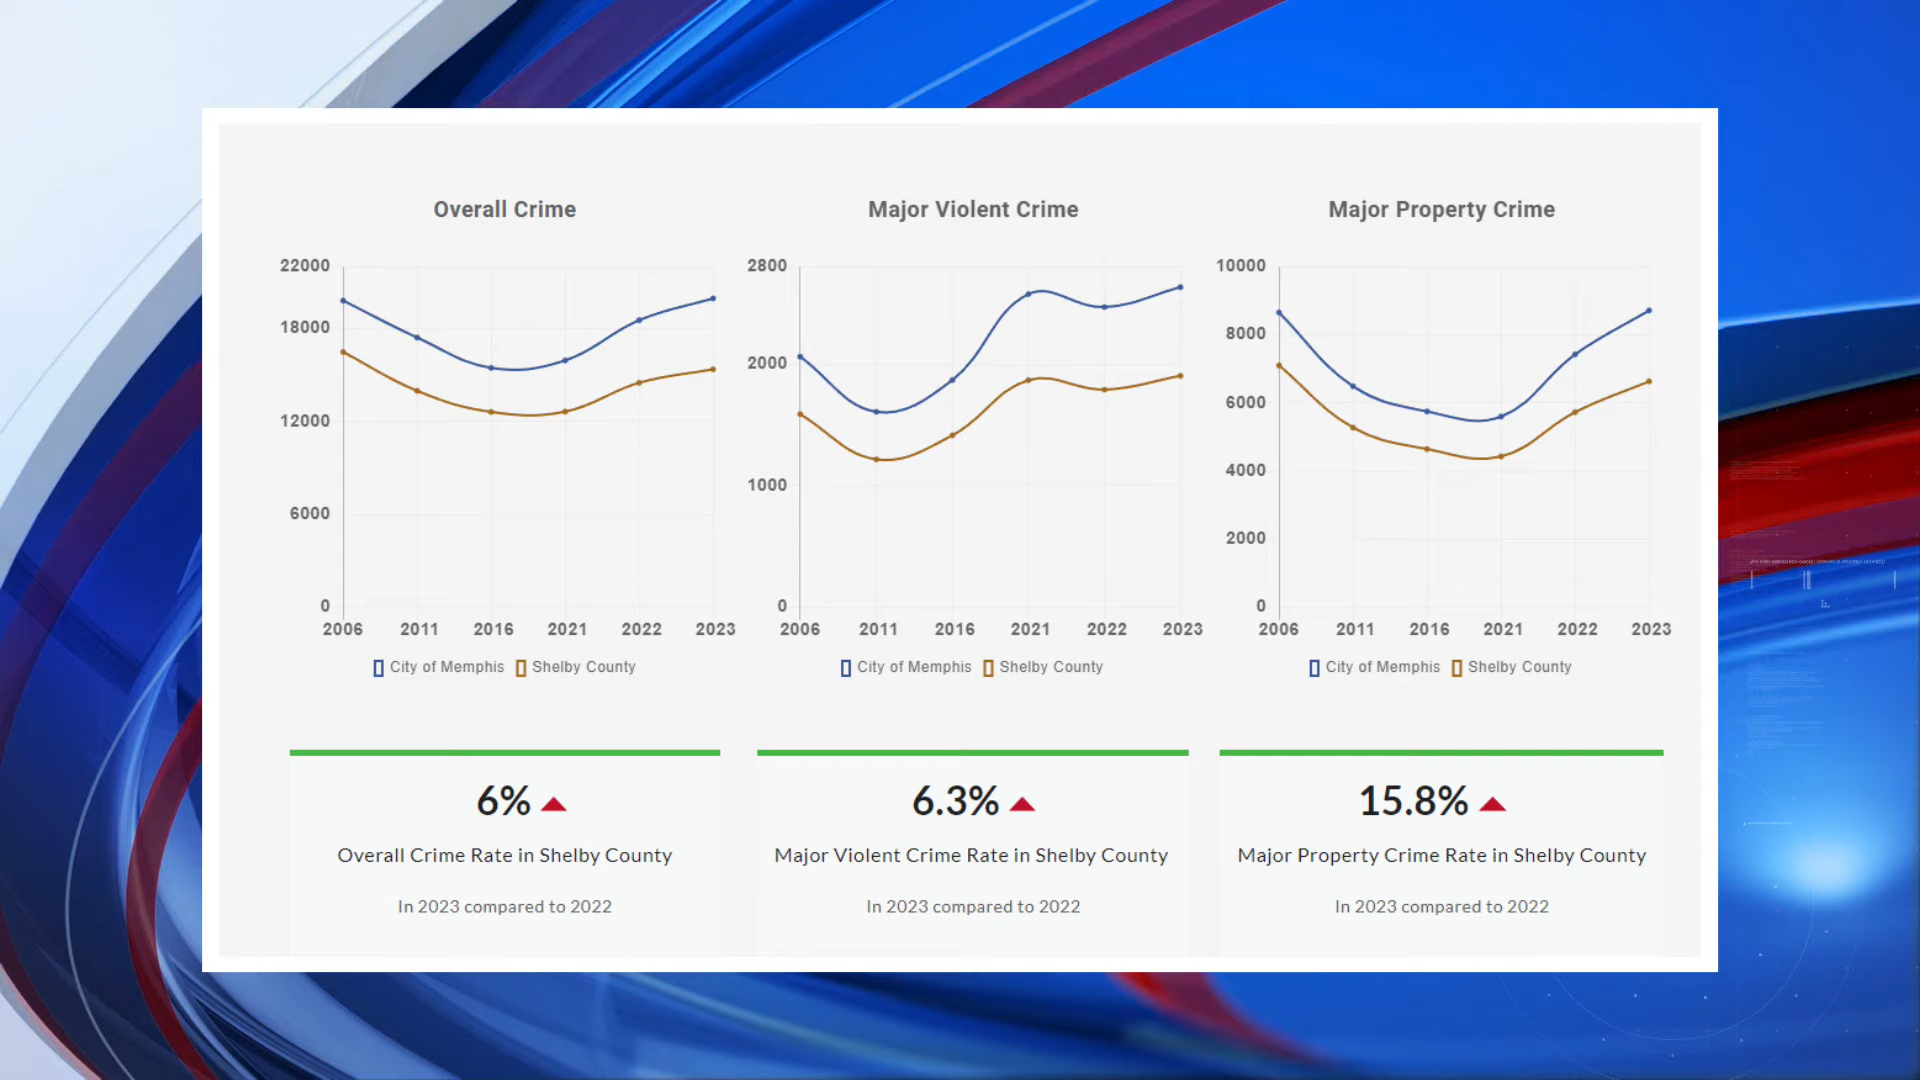 Overall Crime
22000
18000
12000
6000
0
2006 2011 2016 2021 2022 2023
City of Memphis Shelby County
Major Violent Crime
2800
2000
1000
0
2006 2011 2016 2021 2022 2023
City of Memphis Shelby County
Major Property Crime
10000
8000
6000
4000
2000
0
2006 2011 2016 2021 2022 2023
City of Memphis Shelby County
6%
Overall Crime Rate in Shelby County
In 2023 compared to 2022
6.3%
Major Violent Crime Rate in Shelby County
In 2023 compared to 2022
15.8%
Major Property Crime Rate in Shelby County
In 2023 compared to 2022